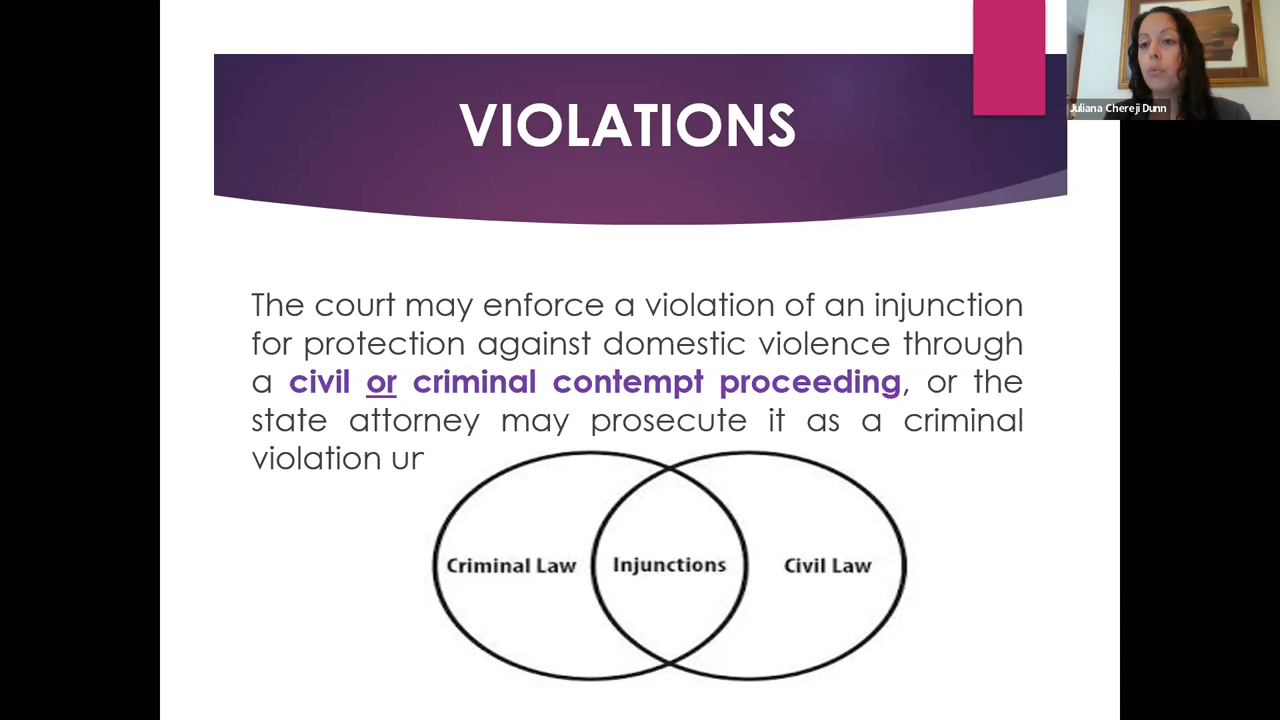 VIOLATIONS
Juliana Chereji Dunn
The court may enforce a violation of an injunction
for protection against domestic violence through
a civil or criminal contempt proceeding, or the
state attorney may prosecute it as a criminal
violation
Criminal Law
Injunctions
Civil Law